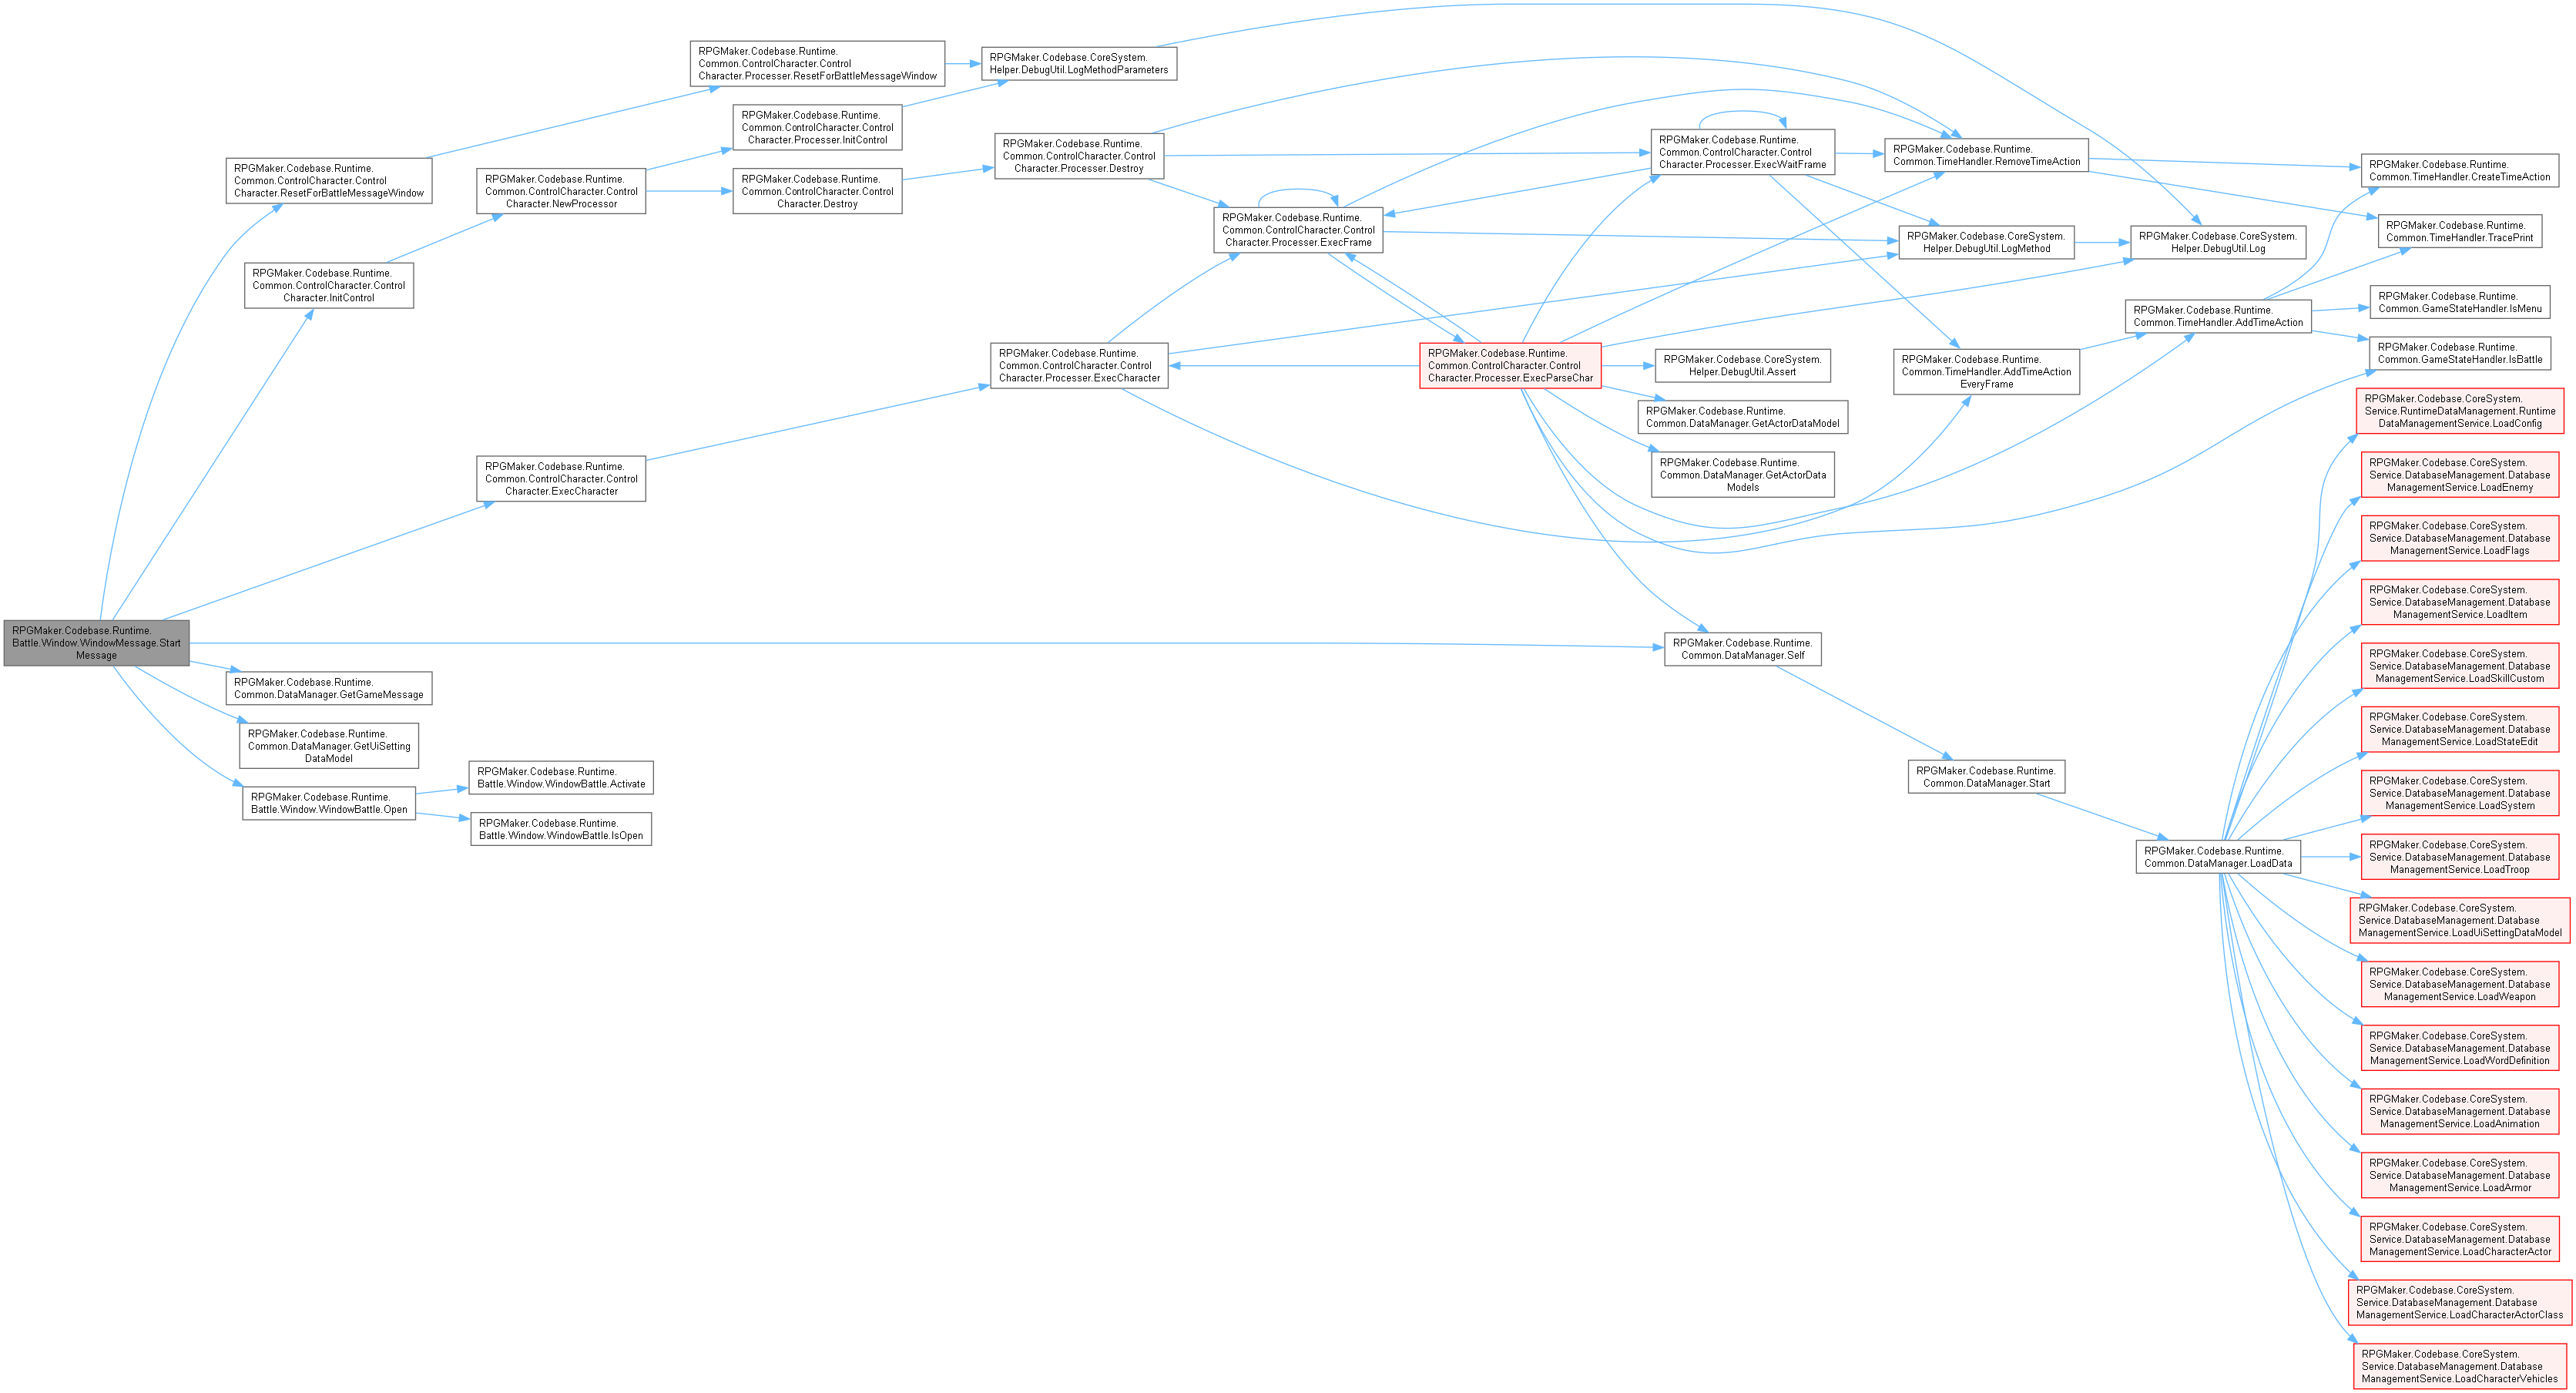 RPGMaker.Codebase.Runtime.
Battle.Window.WindowMessage.Start
Message
RPGMaker.Codebase.Runtime.
Common.ControlCharacter.Control
Character.ResetForBattleMessageWindow
RPGMaker.Codebase.Runtime.
Common.ControlCharacter.Control
Character.InitControl
RPGMaker.Codebase.Runtime.
Common.DataManager.GetGameMessage
RPGMaker.Codebase.Runtime.
Common.DataManager.GetUiSetting
DataModel
RPGMaker.Codebase.Runtime.
Battle.Window.WindowBattle.Open
RPGMaker.Codebase.Runtime.
Common.ControlCharacter.Control
Character.NewProcessor
RPGMaker.Codebase.Runtime.
Common.ControlCharacter.Control
Character.ExecCharacter
RPGMaker.Codebase.Runtime.
Battle.Window.WindowBattle.Activate
RPGMaker.Codebase.Runtime.
Battle.Window.WindowBattle.IsOpen
RPGMaker.Codebase.Runtime.
Common.ControlCharacter.Control
Character.Processer.ResetForBattleMessageWindow
RPGMaker.Codebase.Runtime.
Common.ControlCharacter.Control
Character.Processer.InitControl
RPGMaker.Codebase.Runtime.
Common.ControlCharacter.Control
Character.Destroy
RPGMaker.Codebase.CoreSystem.
Helper.DebugUtil.LogMethodParameters
RPGMaker.Codebase.Runtime.
Common.ControlCharacter.Control
Character.Processer.Destroy
RPGMaker.Codebase.Runtime.
Common.ControlCharacter.Control
Character.Processer.ExecCharacter
RPGMaker.Codebase.Runtime.
Common.ControlCharacter.Control
Character.Processer.ExecFrame
RPGMaker.Codebase.Runtime.
Common.ControlCharacter.Control
Character.Processer.ExecParseChar
RPGMaker.Codebase.Runtime.
Common.ControlCharacter.Control
Character.Processer.ExecWaitFrame
RPGMaker.Codebase.CoreSystem.
Helper.DebugUtil.Assert
RPGMaker.Codebase.Runtime.
Common.DataManager.GetActorDataModel
RPGMaker.Codebase.Runtime.
Common.DataManager.GetActorData
Models
RPGMaker.Codebase.Runtime.
Common.DataManager.Self
RPGMaker.Codebase.Runtime.
Common.TimeHandler.RemoveTimeAction
RPGMaker.Codebase.CoreSystem.
Helper.DebugUtil.LogMethod
RPGMaker.Codebase.Runtime.
Common.TimeHandler.AddTimeAction
EveryFrame
RPGMaker.Codebase.Runtime.
Common.DataManager.Start
RPGMaker.Codebase.CoreSystem.
Helper.DebugUtil.Log
RPGMaker.Codebase.Runtime.
Common.TimeHandler.AddTimeAction
RPGMaker.Codebase.Runtime.
Common.DataManager.LoadData
RPGMaker.Codebase.Runtime.
Common.TimeHandler.CreateTimeAction
RPGMaker.Codebase.Runtime.
Common.TimeHandler.TracePrint
RPGMaker.Codebase.Runtime.
Common.GameStateHandler.IsMenu
RPGMaker.Codebase.Runtime.
Common.GameStateHandler.IsBattle
RPGMaker.Codebase.CoreSystem.
Service.RuntimeDataManagement.Runtime
DataManagementService.LoadConfig
RPGMaker.Codebase.CoreSystem.
Service.DatabaseManagement.Database
ManagementService.LoadEnemy
RPGMaker.Codebase.CoreSystem.
Service.DatabaseManagement.Database
ManagementService.LoadFlags
RPGMaker.Codebase.CoreSystem.
Service.DatabaseManagement.Database
ManagementService.LoadItem
RPGMaker.Codebase.CoreSystem.
Service.DatabaseManagement.Database
ManagementService.LoadSkillCustom
RPGMaker.Codebase.CoreSystem.
Service.DatabaseManagement.Database
ManagementService.LoadStateEdit
RPGMaker.Codebase.CoreSystem.
Service.DatabaseManagement.Database
ManagementService.LoadSystem
RPGMaker.Codebase.CoreSystem.
Service.DatabaseManagement.Database
ManagementService.LoadTroop
RPGMaker.Codebase.CoreSystem.
Service.DatabaseManagement.Database
ManagementService.LoadUiSettingDataModel
RPGMaker.Codebase.CoreSystem.
Service.DatabaseManagement.Database
ManagementService.LoadWeapon
RPGMaker.Codebase.CoreSystem.
Service.DatabaseManagement.Database
ManagementService.LoadWordDefinition
RPGMaker.Codebase.CoreSystem.
Service.DatabaseManagement.Database
ManagementService.LoadAnimation
RPGMaker.Codebase.CoreSystem.
Service.DatabaseManagement.Database
ManagementService.LoadArmor
RPGMaker.Codebase.CoreSystem.
Service.DatabaseManagement.Database
ManagementService.LoadCharacterActor
RPGMaker.Codebase.CoreSystem.
Service.DatabaseManagement.Database
ManagementService.LoadCharacterActorClass
RPGMaker.Codebase.CoreSystem.
Service.DatabaseManagement.Database
ManagementService.LoadCharacterVehicles